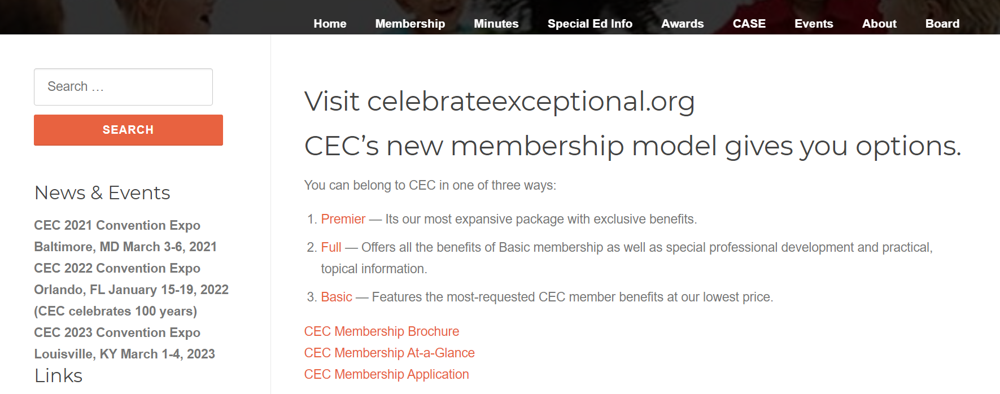 Home Membership Minutes Special Ed Info Awards CASE Events About Board
Search …
SEARCH
News & Events
CEC 2021 Convention Expo
Baltimore, MD March 3-6, 2021
CEC 2022 Convention Expo
Orlando, FL January 15-19, 2022
(CEC celebrates 100 years)
CEC 2023 Convention Expo
Louisville, KY March 1-4, 2023
Links
Visit celebrateexceptional.org
CEC’s new membership model gives you options.
You can belong to CEC in one of three ways:
1. Premier — Its our most expansive package with exclusive benefits.
2. Full — Offers all the benefits of Basic membership as well as special professional development and practical,
topical information.
3. Basic — Features the most-requested CEC member benefits at our lowest price.
CEC Membership Brochure
CEC Membership At-a-Glance
CEC Membership Application